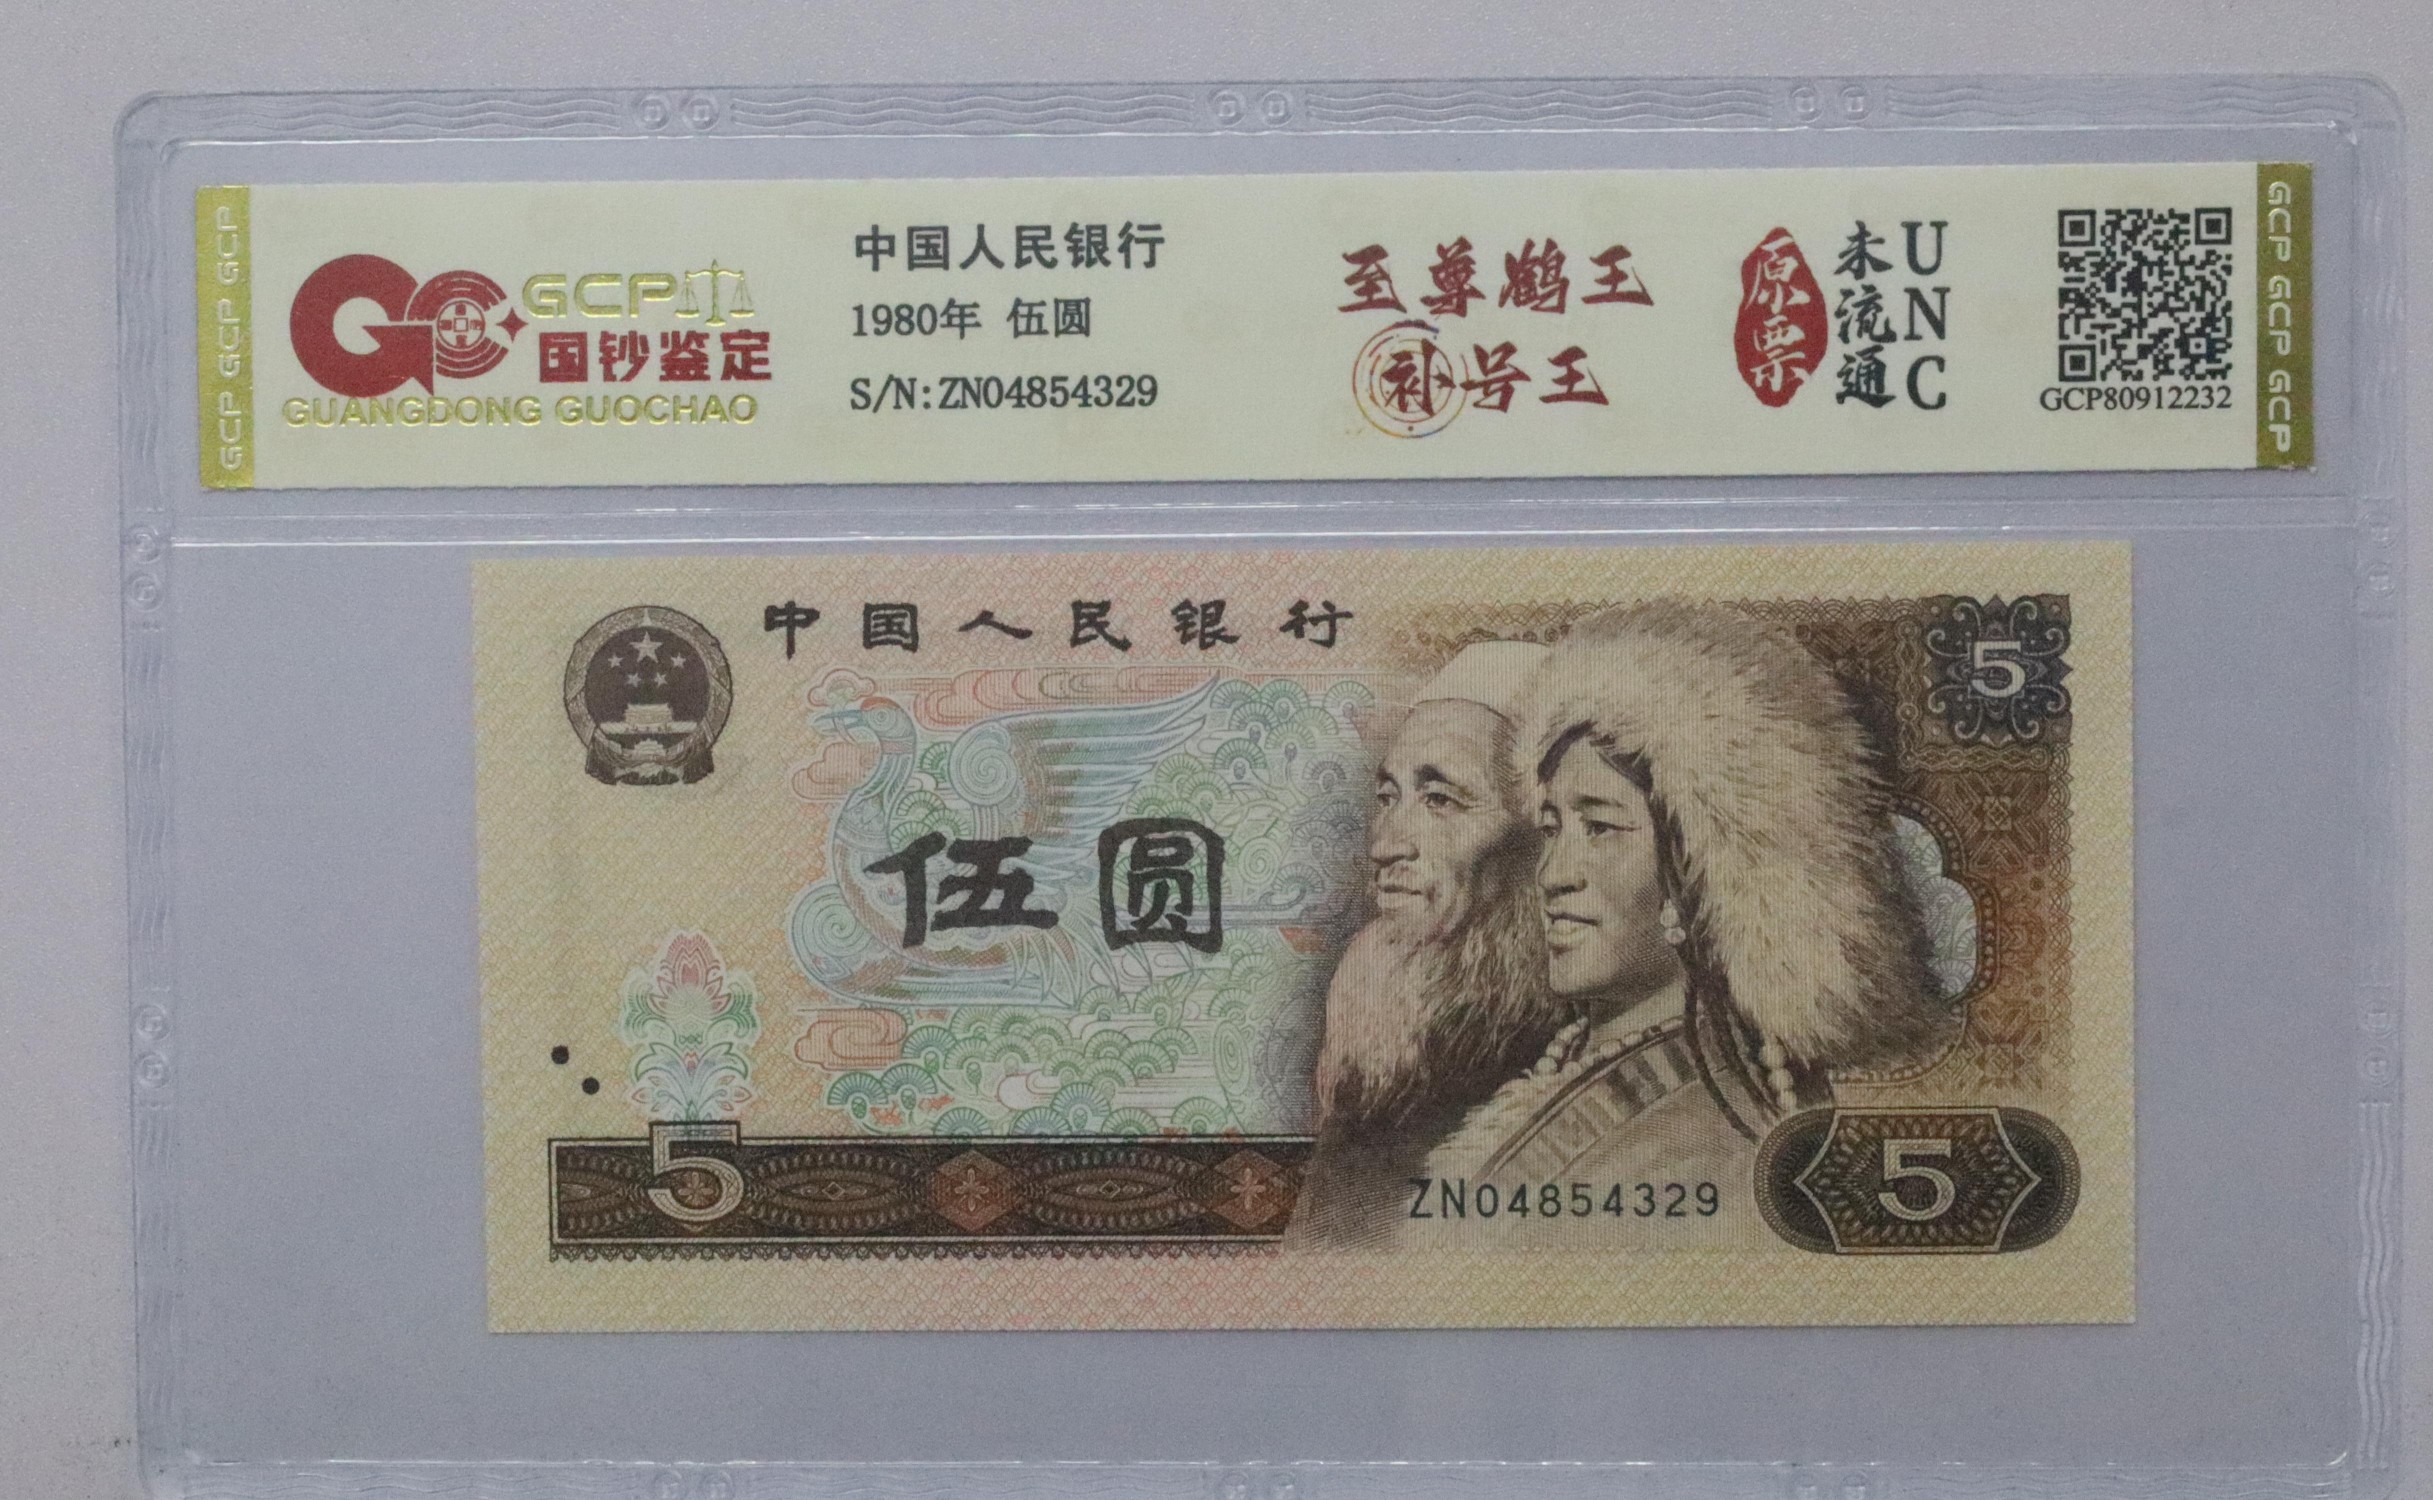 GCP GCP GCP GCP
GCP
国钞鉴定
GUANGDONG GUOCHAO
中国人民银行
1980年 伍圆
S/N:ZN04854329
至尊鹤王
补号王
原票
未流通
UNC
GCP80912232
GCP GCP GCP GCP
中国人民银行
5
伍圆
5
ZN04854329
5